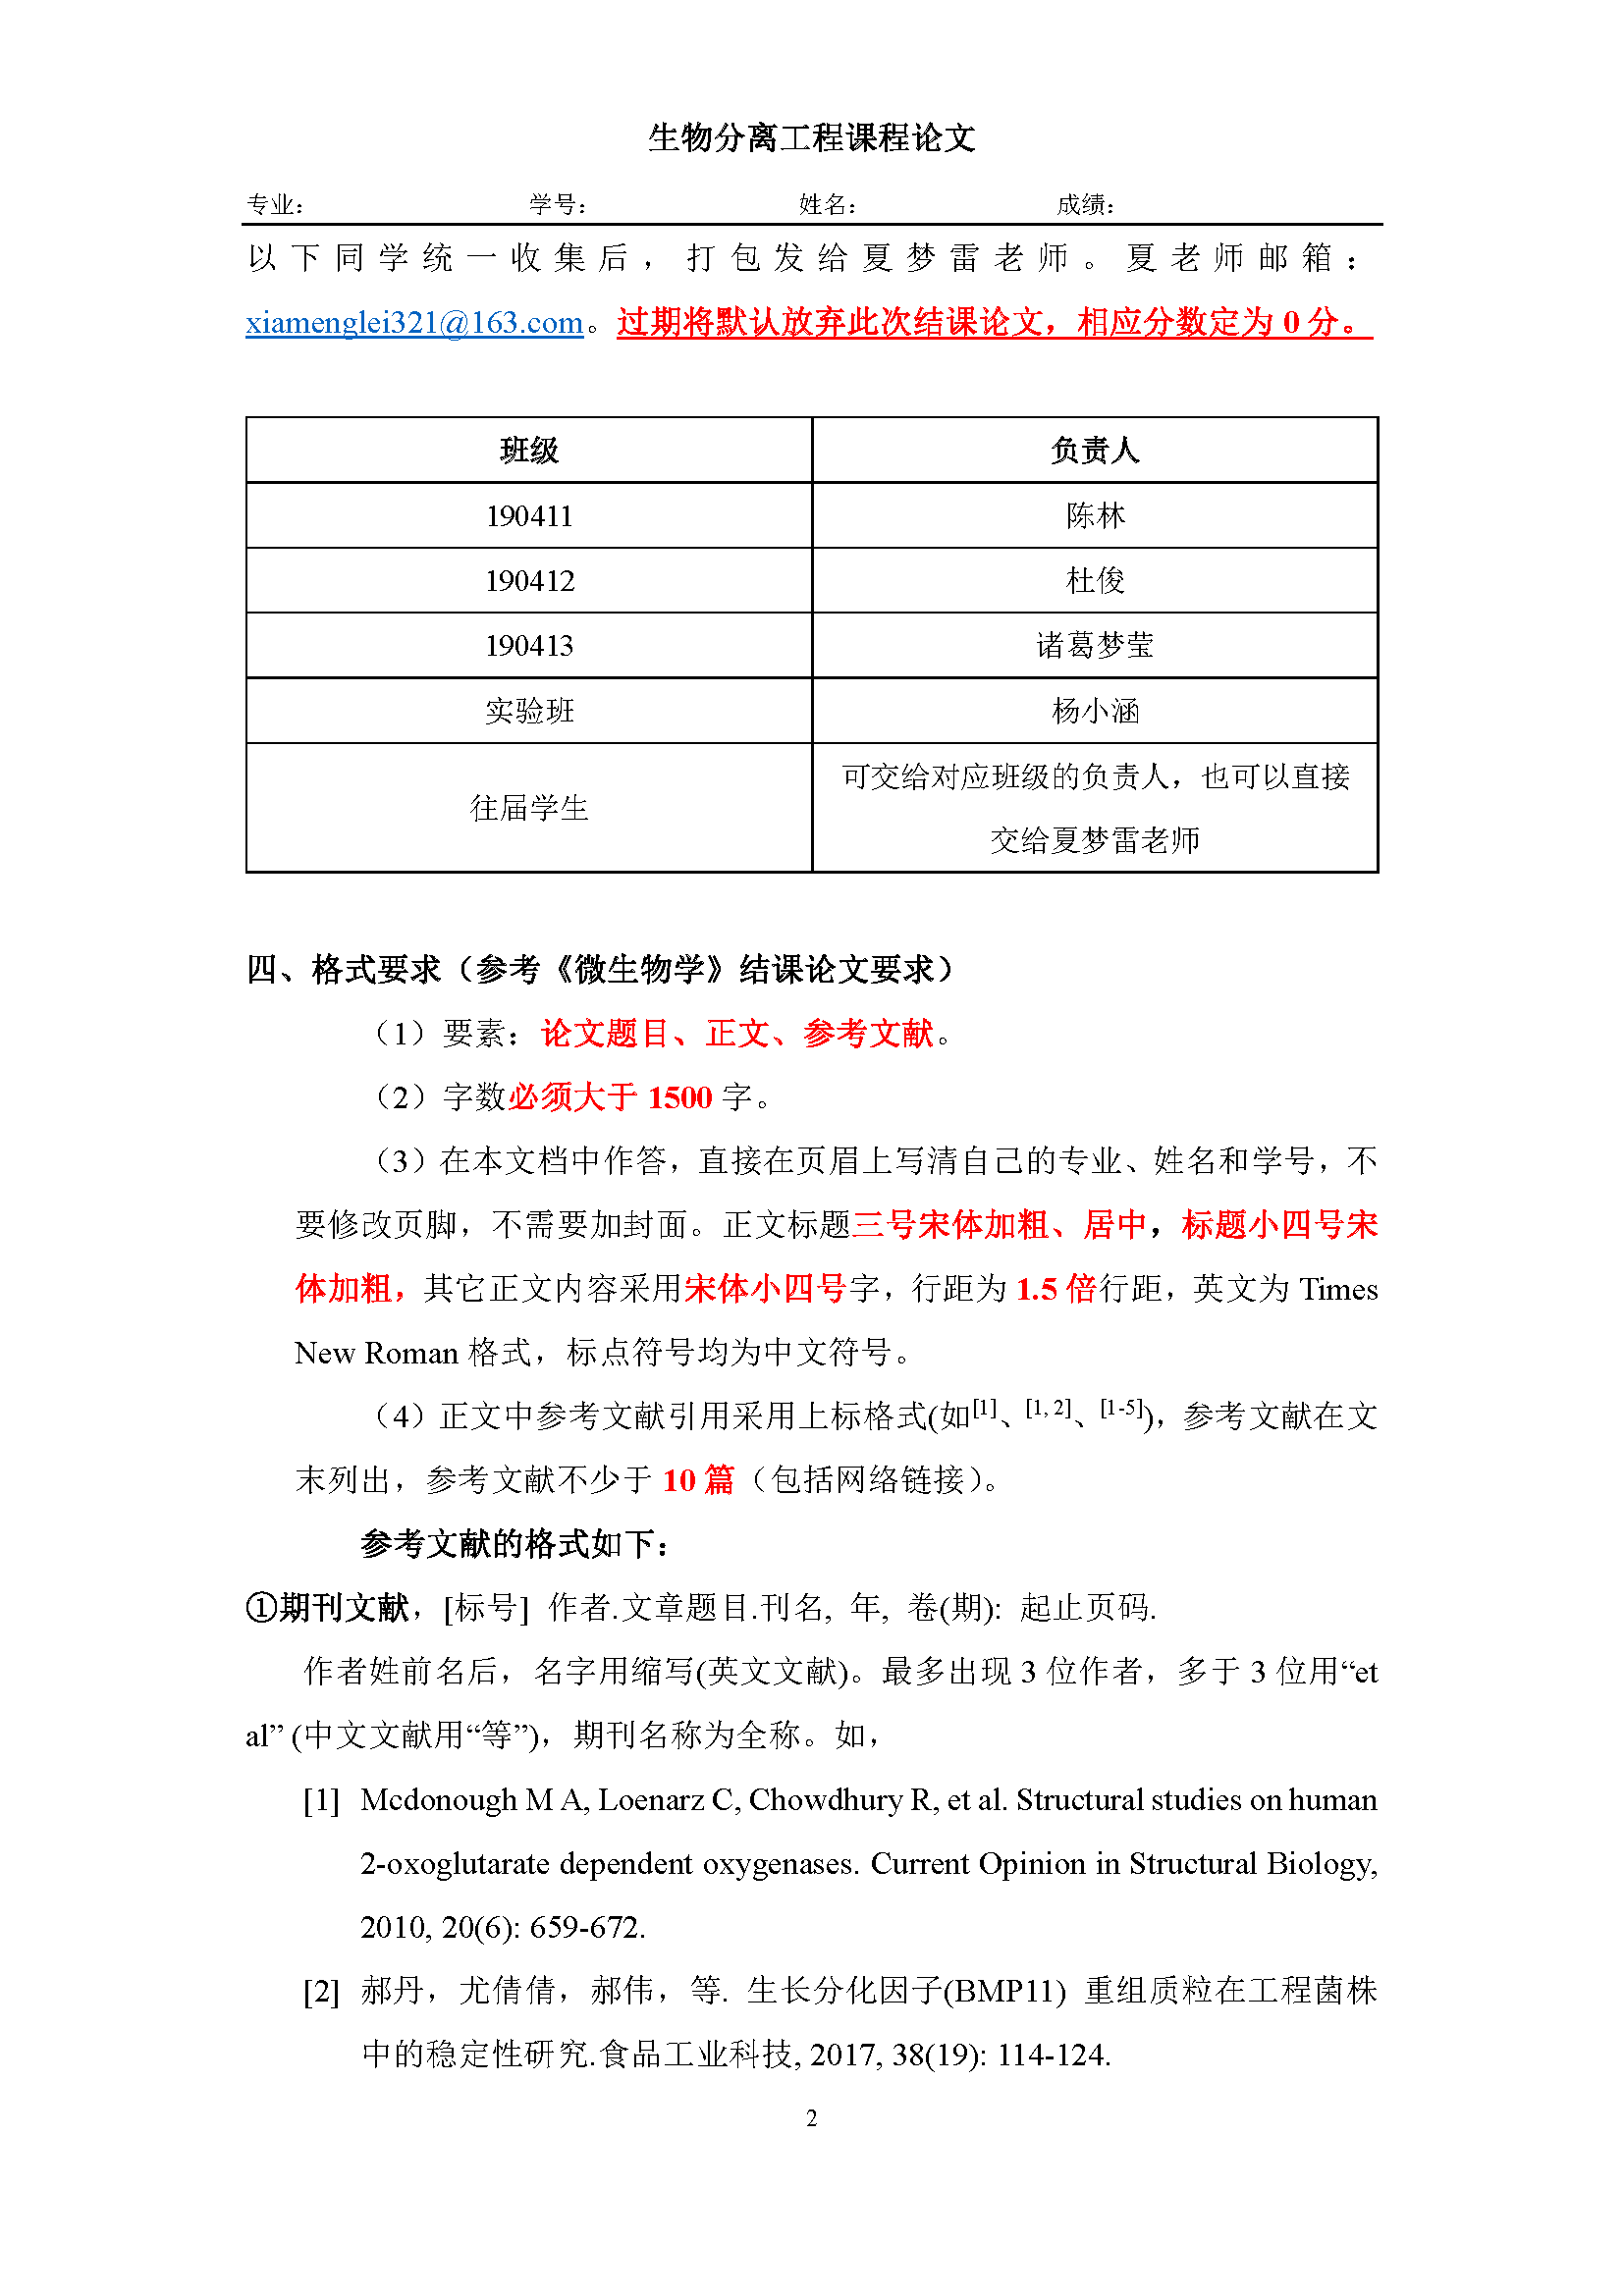 生物分离工程课程论文
专业： 学号： 姓名： 成绩：
以下同学统一收集后，打包发给夏梦雷老师。夏老师邮箱：
xiamenglei321@163.com。过期将默认放弃此次结课论文，相应分数定为 0 分。
班级 负责人
190411 陈林
190412 杜俊
190413 诸葛梦莹
实验班 杨小涵
往届学生 可交给对应班级的负责人，也可以直接
交给夏梦雷老师
四、格式要求（参考《微生物学》结课论文要求）
（1）要素：论文题目、正文、参考文献。
（2）字数必须大于 1500 字。
（3）在本文档中作答，直接在页眉上写清自己的专业、姓名和学号，不
要修改页脚，不需要加封面。正文标题三号宋体加粗、居中，标题小四号宋
体加粗，其它正文内容采用宋体小四号字，行距为 1.5 倍行距，英文为 Times
New Roman 格式，标点符号均为中文符号。
（4）正文中参考文献引用采用上标格式(如[1]、[1, 2]、[1-5])，参考文献在文
末列出，参考文献不少于 10 篇（包括网络链接）。
参考文献的格式如下：
①期刊文献，[标号] 作者.文章题目.刊名, 年, 卷(期): 起止页码.
作者姓前名后，名字用缩写(英文文献)。最多出现 3 位作者，多于 3 位用“et
al” (中文文献用“等”)，期刊名称为全称。如，
[1] Mcdonough M A, Loenarz C, Chowdhury R, et al. Structural studies on human
2-oxoglutarate dependent oxygenases. Current Opinion in Structural Biology,
2010, 20(6): 659-672.
[2] 郝丹，尤倩倩，郝伟，等. 生长分化因子(BMP11) 重组质粒在工程菌株
中的稳定性研究.食品工业科技, 2017, 38(19): 114-124.
2